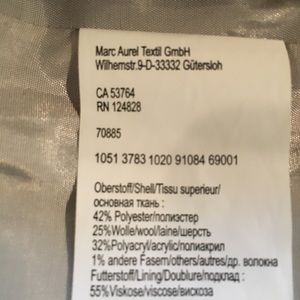 Marc Aurel Textil GmbH
Wilhemstr.9-D-33332 Gütersloh
CA 53764
RN 124828
70885
1051 3783 1020 91084 69001
Oberstoff/Shell/Tissu superieur/
основная ткань :
42% Polyester/полиэстер
25%Wolle/wool/laine/шерсть
32%Polyacryl/acrylic/полиакрил
1% andere Fasern/others/autres/др. волокна
Futterstoff/Lining/Doublure/подклад :
55%Viskose/viscose/вискоза